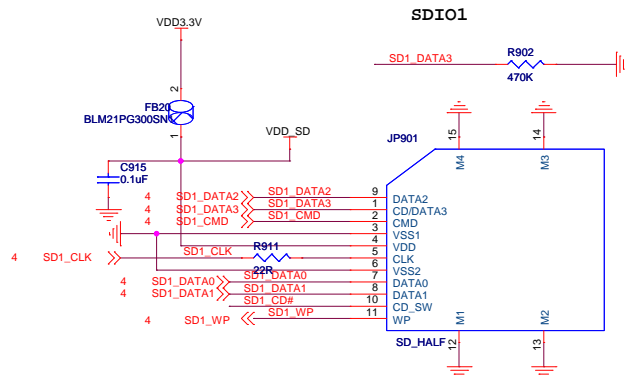 SDIO1
VDD3.3V
SD1_DATA3
R902
470K
2
FB20
BLM21PG300SN
1
VDD_SD
JP901
15
14
M4
M3
C915
0.1uF
4 SD1_DATA2 SD1_DATA2 9 DATA2
4 SD1_DATA3 SD1_DATA3 1 CD/DATA3
4 SD1_CMD SD1_CMD 2 CMD
3 VSS1
4 VDD
4 SD1_CLK SD1_CLK R911 22R 5 CLK
6 VSS2
4 SD1_DATA0 SD1_DATA0 7 DATA0
4 SD1_DATA1 SD1_DATA1 8 DATA1
SD1_CD# 10 CD_SW
4 SD1_WP SD1_WP 11 WP
M1
M2
SD_HALF
12
13